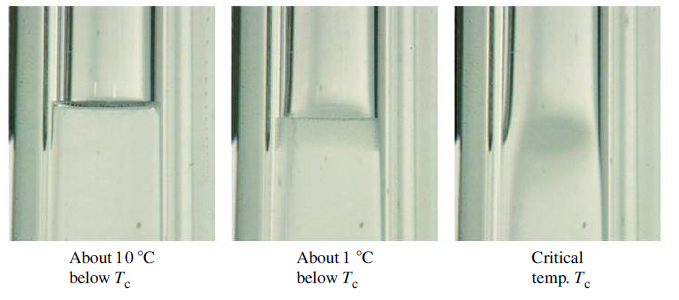 About 10 °C
below Tc
About 1 °C
below Tc
Critical
temp. Tc